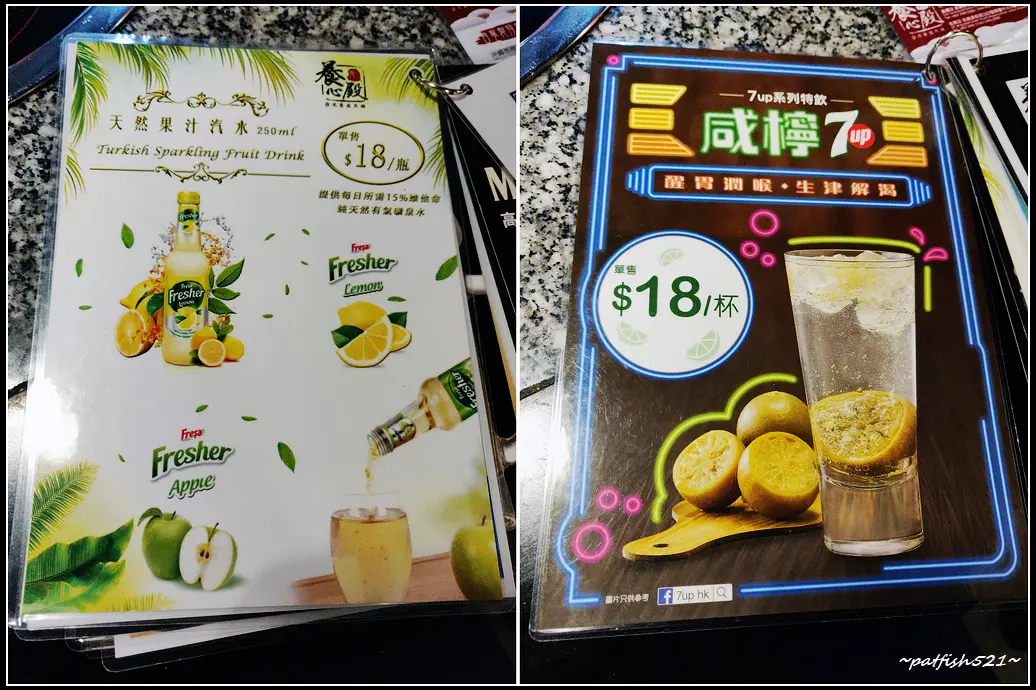 養心殿
天然果汁汽水 250ml
Turkish Sparkling Fruit Drink
單售
$18/瓶
提供每日所需15%維他命
純天然有氣礦泉水
Fresa
Fresher
Lemon
Fresa
Fresher
Lemon
Fresa
Fresher
Apple
Fresher
7up系列特飲
咸檸7up
醒胃潤喉・生津解渴
單售
$18/杯
圖片只供參考
7up hk
~patfish521~